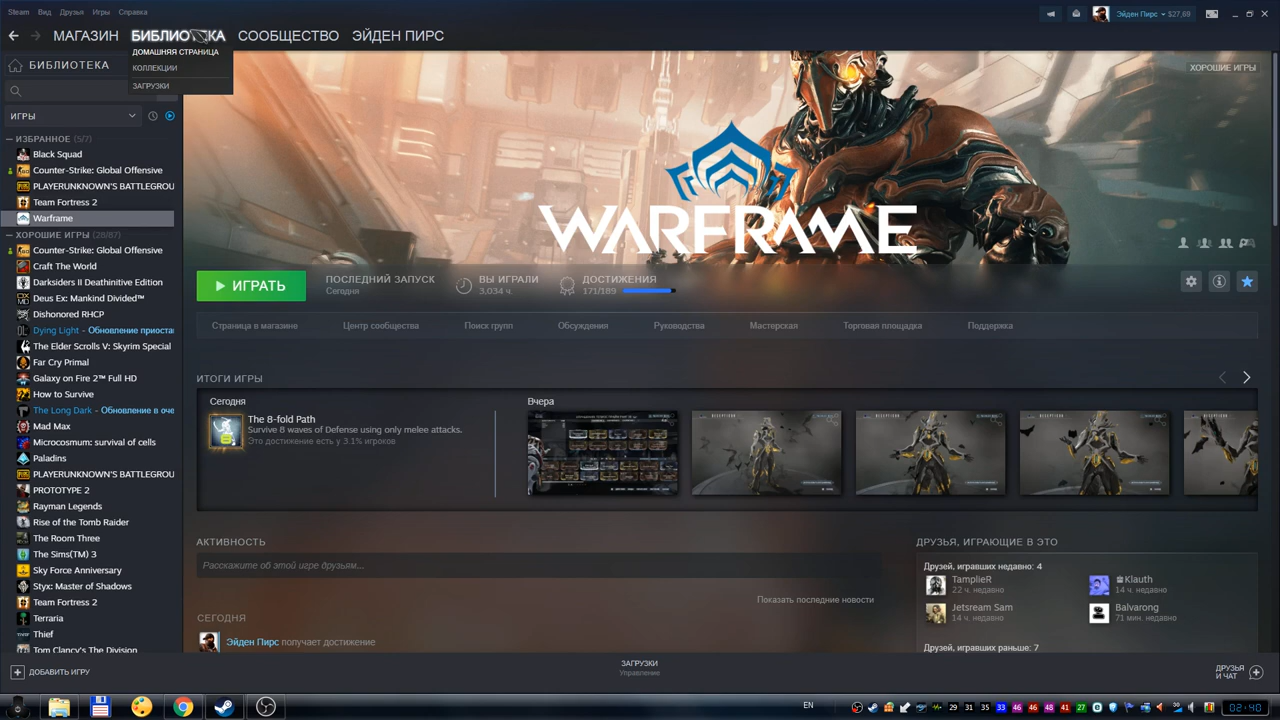 Steam Вид Друзья Игры Справка
Эйден Пирс $27,69
МАГАЗИН БИБЛИОТЕКА СООБЩЕСТВО ЭЙДЕН ПИРС
ДОМАШНЯЯ СТРАНИЦА
КОЛЛЕКЦИИ
ЗАГРУЗКИ
БИБЛИОТЕКА
ХОРОШИЕ ИГРЫ
ИГРЫ
ИЗБРАННОЕ (5/7)
Black Squad
Counter-Strike: Global Offensive
PLAYERUNKNOWN'S BATTLEGROU
Team Fortress 2
Warframe
ХОРОШИЕ ИГРЫ (28/87)
Counter-Strike: Global Offensive
Craft The World
Darksiders II Deathinitive Edition
Deus Ex: Mankind Divided™
Dishonored RHCP
Dying Light - Обновление приостан
The Elder Scrolls V: Skyrim Special
Far Cry Primal
Galaxy on Fire 2™ Full HD
How to Survive
The Long Dark - Обновление в оче
Mad Max
Microcosmum: survival of cells
Paladins
PLAYERUNKNOWN'S BATTLEGROU
PROTOTYPE 2
Rayman Legends
Rise of the Tomb Raider
The Room Three
The Sims(TM) 3
Sky Force Anniversary
Styx: Master of Shadows
Team Fortress 2
Terraria
Thief
Tom Clancy's The Division
WARFRAME
ИГРАТЬ
ПОСЛЕДНИЙ ЗАПУСК
Сегодня
ВЫ ИГРАЛИ
3,034 ч.
ДОСТИЖЕНИЯ
171/189
Страница в магазине Центр сообщества Поиск групп Обсуждения Руководства Мастерская Торговая площадка Поддержка
ИТОГИ ИГРЫ
Сегодня
The 8-fold Path
Survive 8 waves of Defense using only melee attacks.
Это достижение есть у 3.1% игроков
Вчера
АКТИВНОСТЬ
Расскажите об этой игре друзьям...
Показать последние новости
СЕГОДНЯ
Эйден Пирс получает достижение
ДРУЗЬЯ, ИГРАЮЩИЕ В ЭТО
Друзей, игравших недавно: 4
TamplieR
22 ч. недавно
Klauth
14 ч. недавно
Jetsream Sam
14 ч. недавно
Balvarong
71 мин. недавно
Друзей, игравших раньше: 7
ДОБАВИТЬ ИГРУ
ЗАГРУЗКИ
Управление
ДРУЗЬЯ
И ЧАТ
EN
29 31 35 33 46 46 48 41 27
02:40